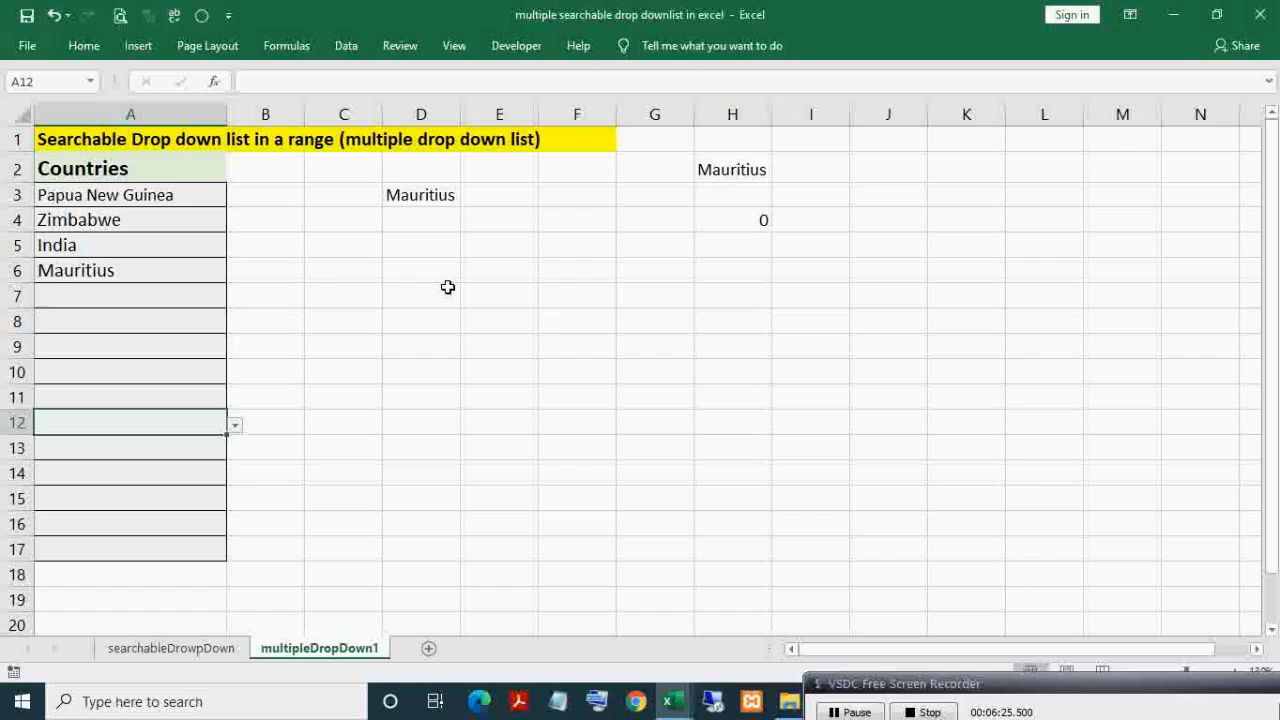 multiple searchable drop downlist in excel - Excel
Sign in
File Home Insert Page Layout Formulas Data Review View Developer Help Tell me what you want to do Share
A12 fx
A B C D E F G H I J K L M N
1 Searchable Drop down list in a range (multiple drop down list)
2 Countries Mauritius
3 Papua New Guinea Mauritius
4 Zimbabwe 0
5 India
6 Mauritius
7
8
9
10
11
12
13
14
15
16
17
18
19
20
searchableDrowpDown multipleDropDown1
VSDC Free Screen Recorder
Type here to search
Pause Stop 00:06:25.500